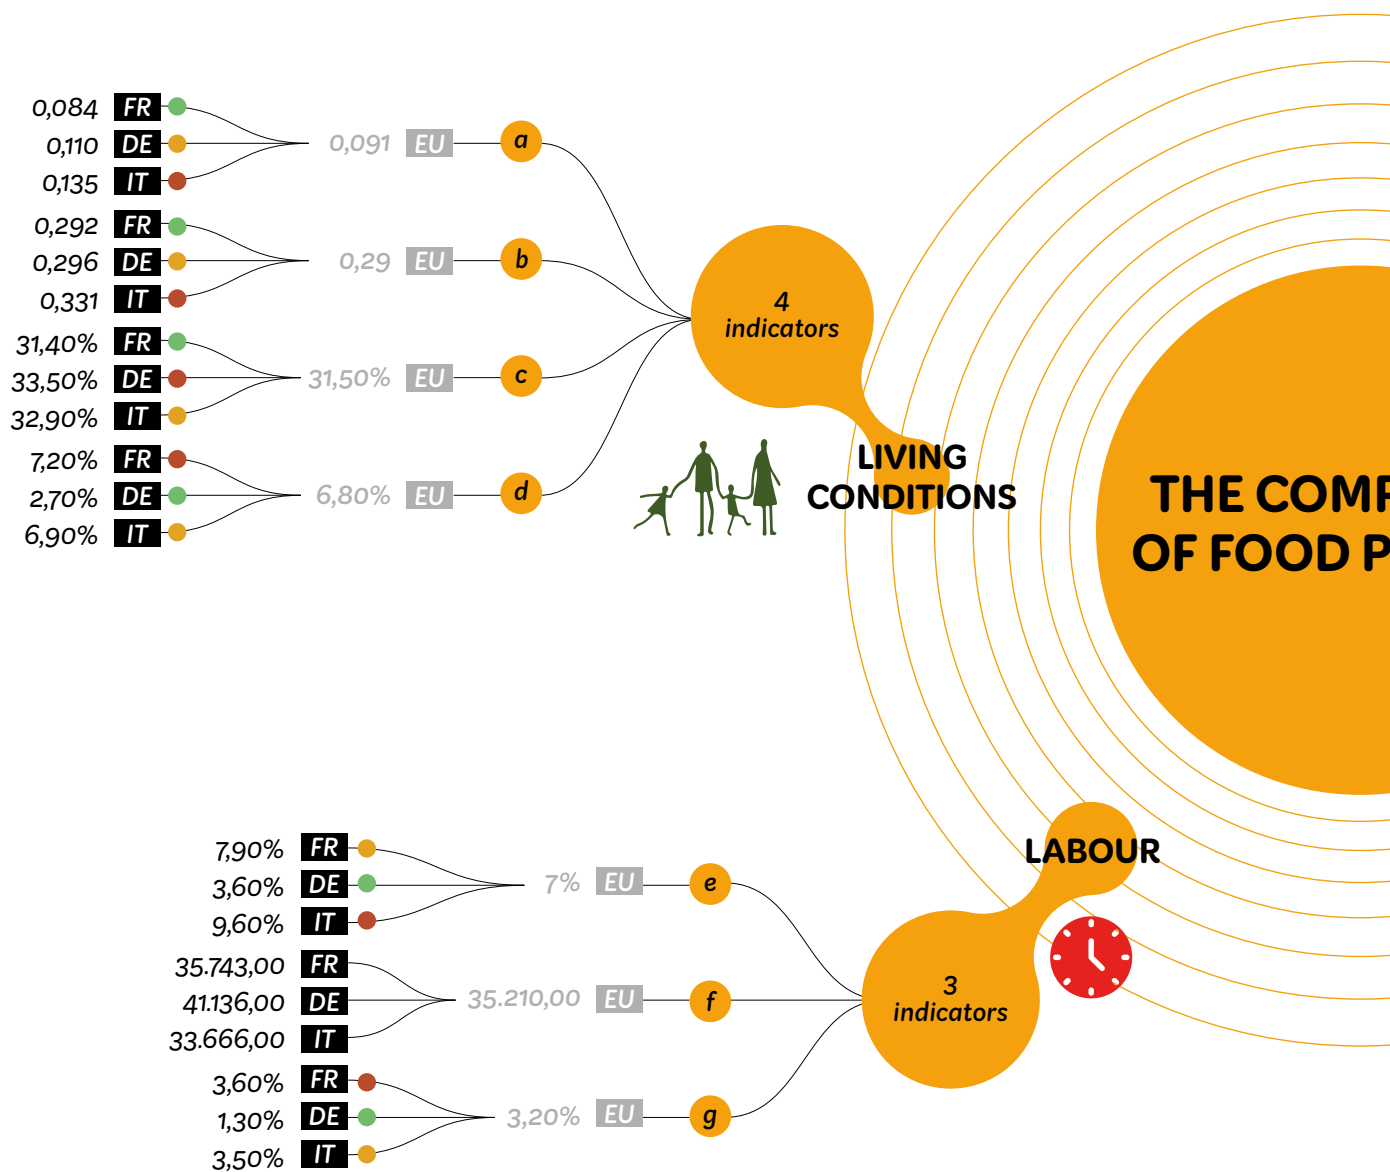 0,084 FR
0,110 DE
0,135 IT
0,091 EU a
0,292 FR
0,296 DE
0,331 IT
0,29 EU b
31,40% FR
33,50% DE
32,90% IT
31,50% EU c
7,20% FR
2,70% DE
6,90% IT
6,80% EU d
4
indicators
LIVING
CONDITIONS
THE COMP
OF FOOD P
LABOUR
7,90% FR
3,60% DE
9,60% IT
7% EU e
35.743,00 FR
41.136,00 DE
33.666,00 IT
35.210,00 EU f
3,60% FR
1,30% DE
3,50% IT
3,20% EU g
3
indicators